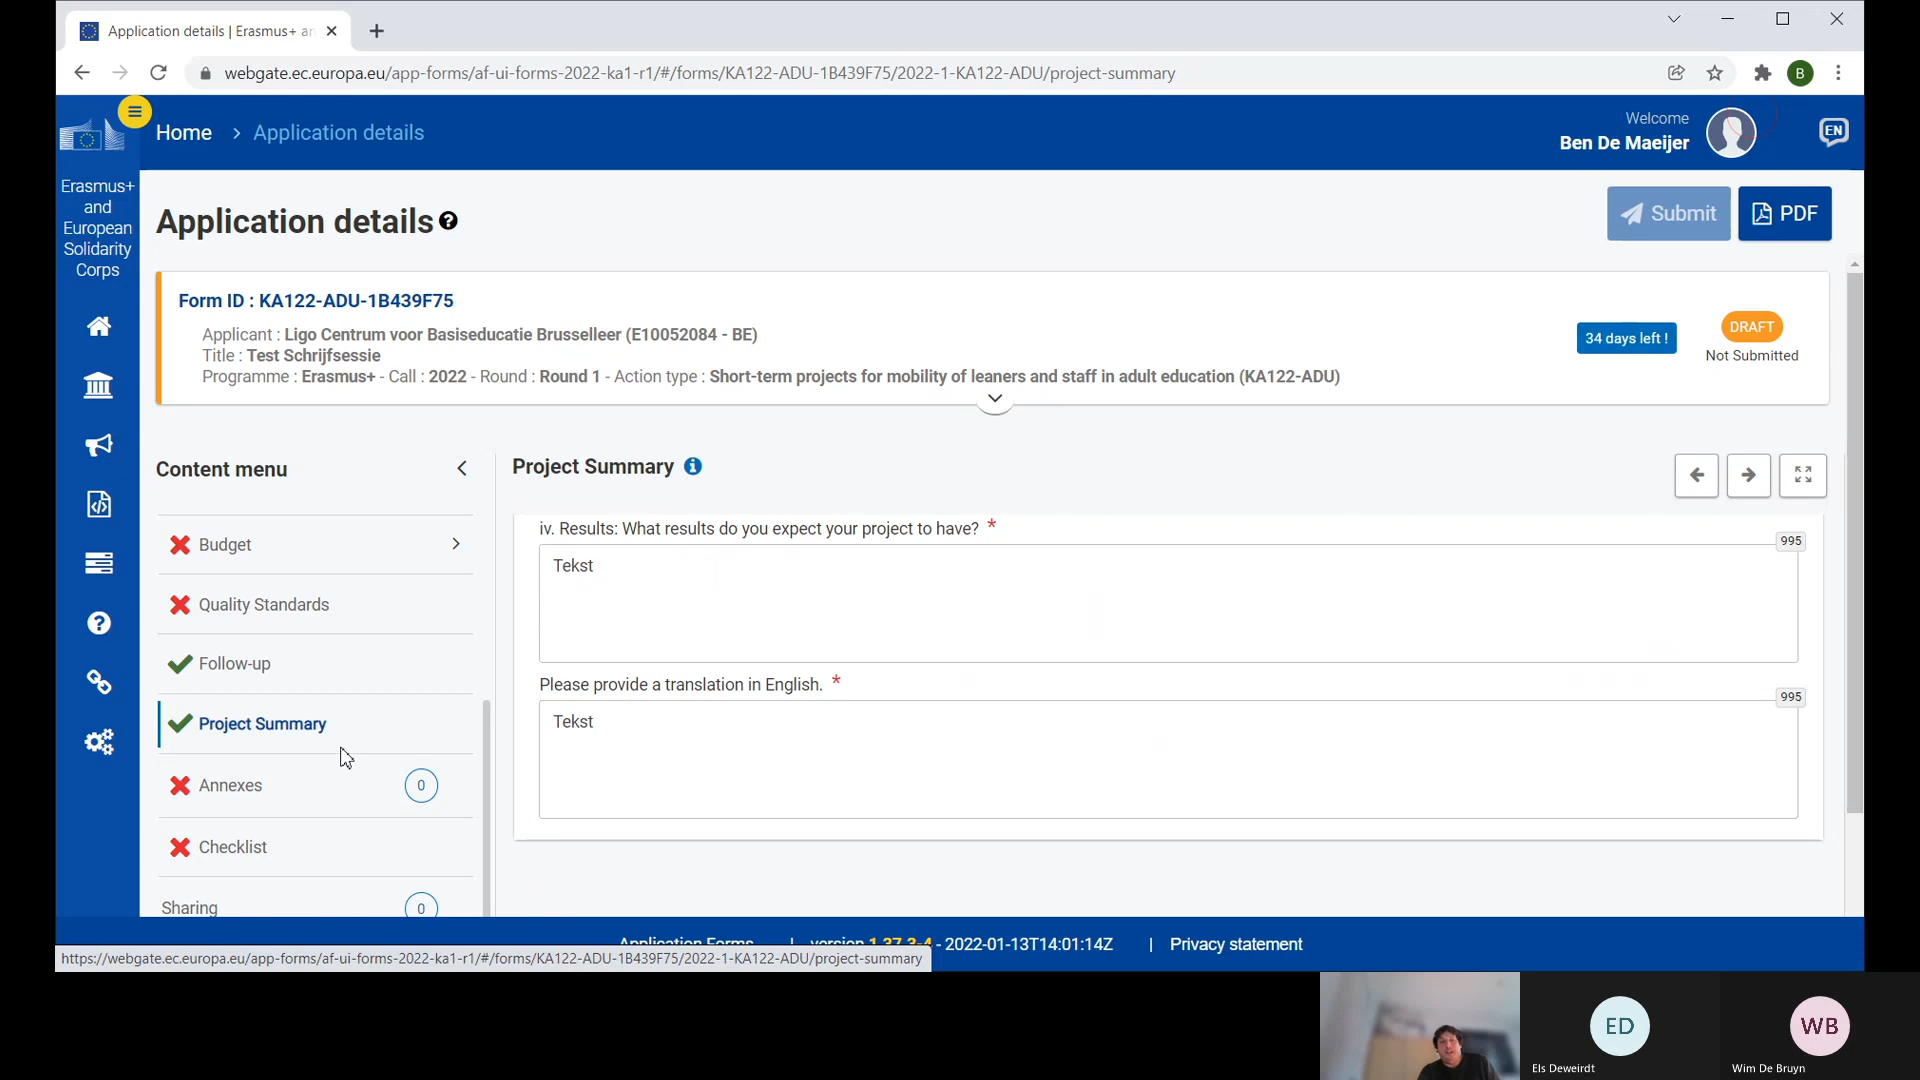 Application details | Erasmus+ an
webgate.ec.europa.eu/app-forms/af-ui-forms-2022-ka1-r1/#/forms/KA122-ADU-1B439F75/2022-1-KA122-ADU/project-summary
B
Home > Application details
Welcome
Ben De Maeijer
EN
Erasmus+
and
European
Solidarity
Corps
Application details
Submit
PDF
Form ID : KA122-ADU-1B439F75
Applicant : Ligo Centrum voor Basiseducatie Brusselleer (E10052084 - BE)
Title : Test Schrijfsessie
Programme : Erasmus+ - Call : 2022 - Round : Round 1 - Action type : Short-term projects for mobility of leaners and staff in adult education (KA122-ADU)
34 days left !
DRAFT
Not Submitted
Content menu
Budget
Quality Standards
Follow-up
Project Summary
Annexes 0
Checklist
Sharing 0
Project Summary
iv. Results: What results do you expect your project to have? *
995
Tekst
Please provide a translation in English. *
995
Tekst
Application Forms | version 1.37.3-4 - 2022-01-13T14:01:14Z | Privacy statement
https://webgate.ec.europa.eu/app-forms/af-ui-forms-2022-ka1-r1/#/forms/KA122-ADU-1B439F75/2022-1-KA122-ADU/project-summary
ED
Els Deweirdt
WB
Wim De Bruyn